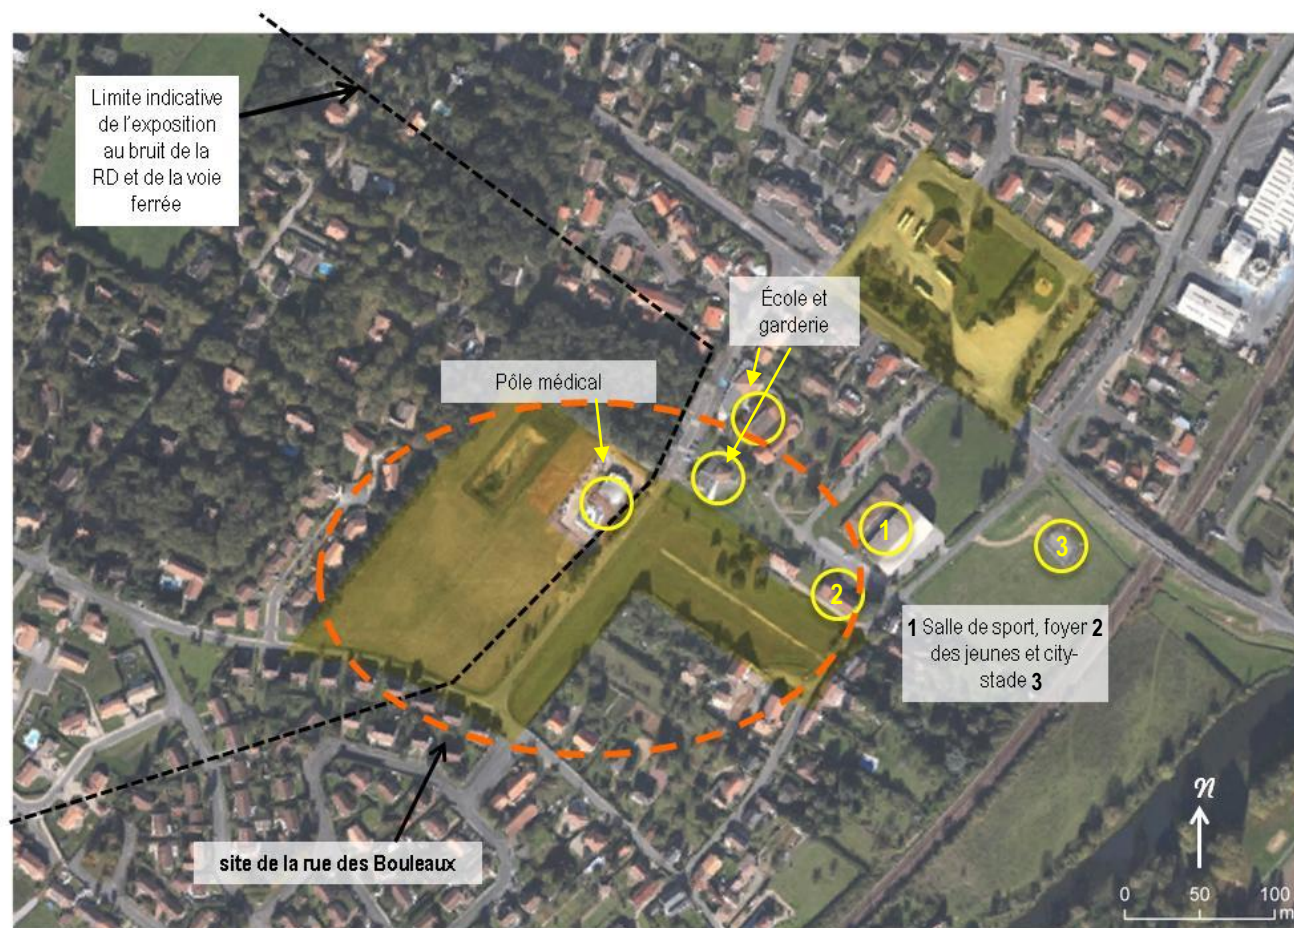 Limite indicative
de l'exposition
au bruit de la
RD et de la voie
ferrée
École et
garderie
Pôle médical
1
3
2
1 Salle de sport, foyer 2
des jeunes et city-
stade 3
site de la rue des Bouleaux
N
0 50 100
m